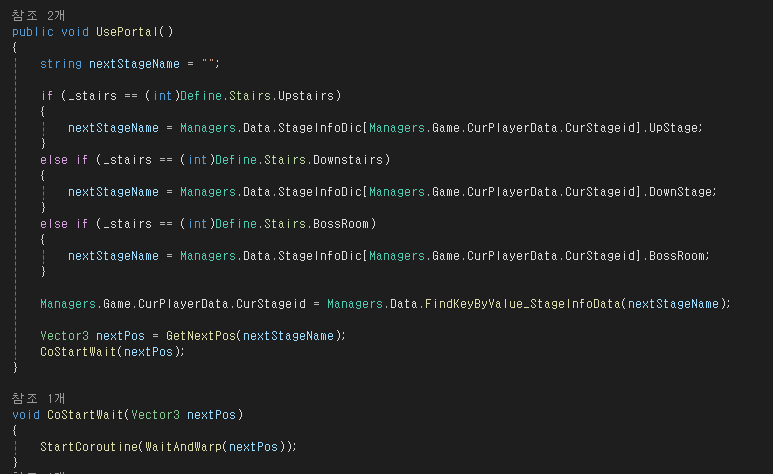 참조 2개
public void UsePortal()
{
string nextStageName = "";
if (_stairs == (int)Define.Stairs.Upstairs)
{
nextStageName = Managers.Data.StageInfoDic[Managers.Game.CurPlayerData.CurStageid].UpStage;
}
else if (_stairs == (int)Define.Stairs.Downstairs)
{
nextStageName = Managers.Data.StageInfoDic[Managers.Game.CurPlayerData.CurStageid].DownStage;
}
else if (_stairs == (int)Define.Stairs.BossRoom)
{
nextStageName = Managers.Data.StageInfoDic[Managers.Game.CurPlayerData.CurStageid].BossRoom;
}
Managers.Game.CurPlayerData.CurStageid = Managers.Data.FindKeyByValue_StageInfoData(nextStageName);
Vector3 nextPos = GetNextPos(nextStageName);
CoStartWait(nextPos);
}
참조 1개
void CoStartWait(Vector3 nextPos)
{
StartCoroutine(WaitAndWarp(nextPos));
}